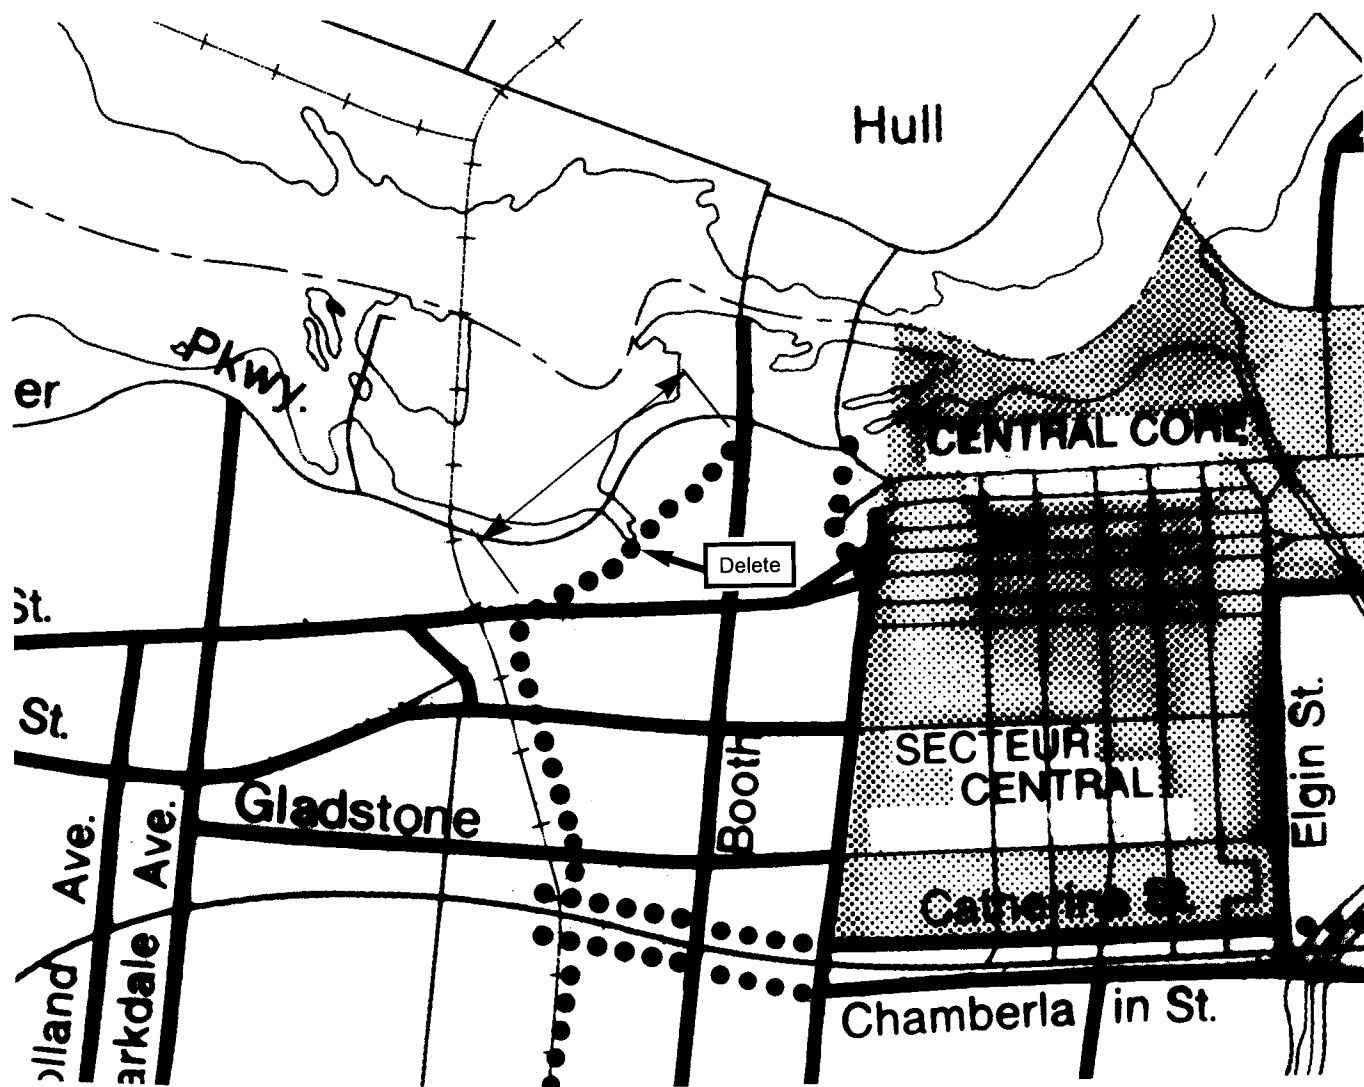 Hull
Pkwy.
er
CENTRAL CORE
Delete
St.
St.
SECTEUR
CENTRAL
Booth
Elgin St.
Gladstone
Ave.
Ave.
Catherine St.
olland
arkdale
Chamberla in St.